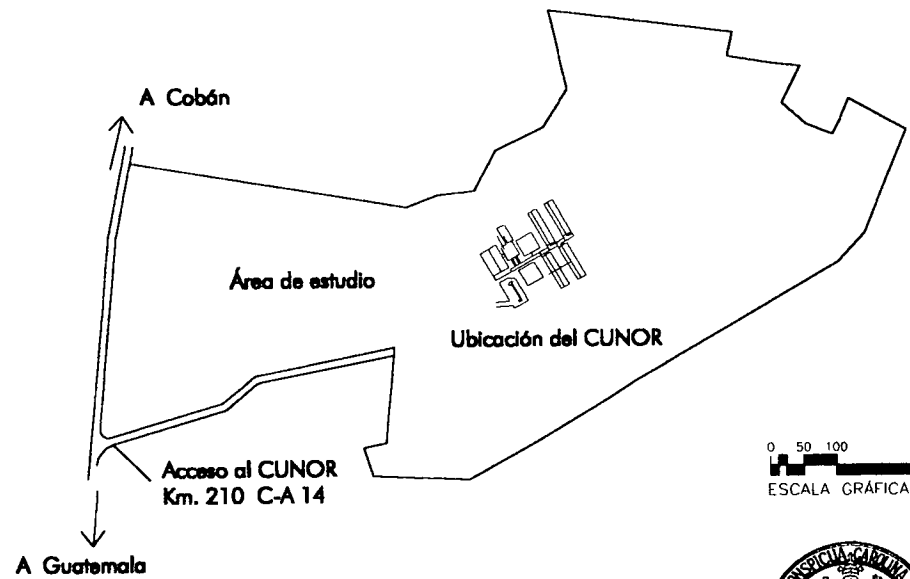 A Cobán
Área de estudio
Ubicación del CUNOR
Acceso al CUNOR
Km. 210 C-A 14
A Guatemala
0 50 100
ESCALA GRÁFICA